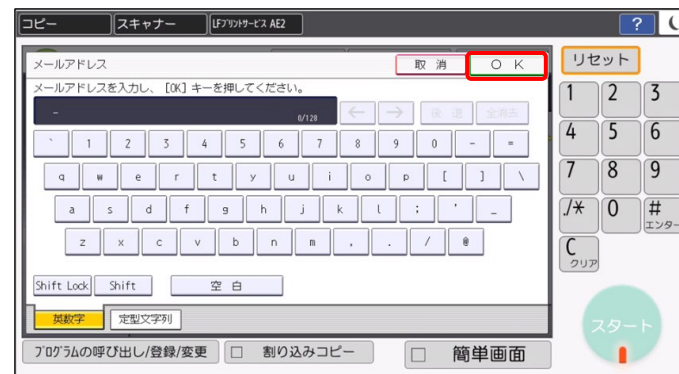 コピー スキャナー LFプリントサービス AE2 ?
メールアドレス 取 消 O K リセット
メールアドレスを入力し、[OK] キーを押してください。
_ 0/128 ← → 後 退 全消去
1 2 3
` 1 2 3 4 5 6 7 8 9 0 - =
4 5 6
q w e r t y u i o p [ ] \
7 8 9
a s d f g h j k l ; ' _
./* 0 # エンター
z x c v b n m , . / @
C クリア
Shift Lock Shift 空 白
英数字 定型文字列
スタート
プログラムの呼び出し/登録/変更 割り込みコピー 簡単画面